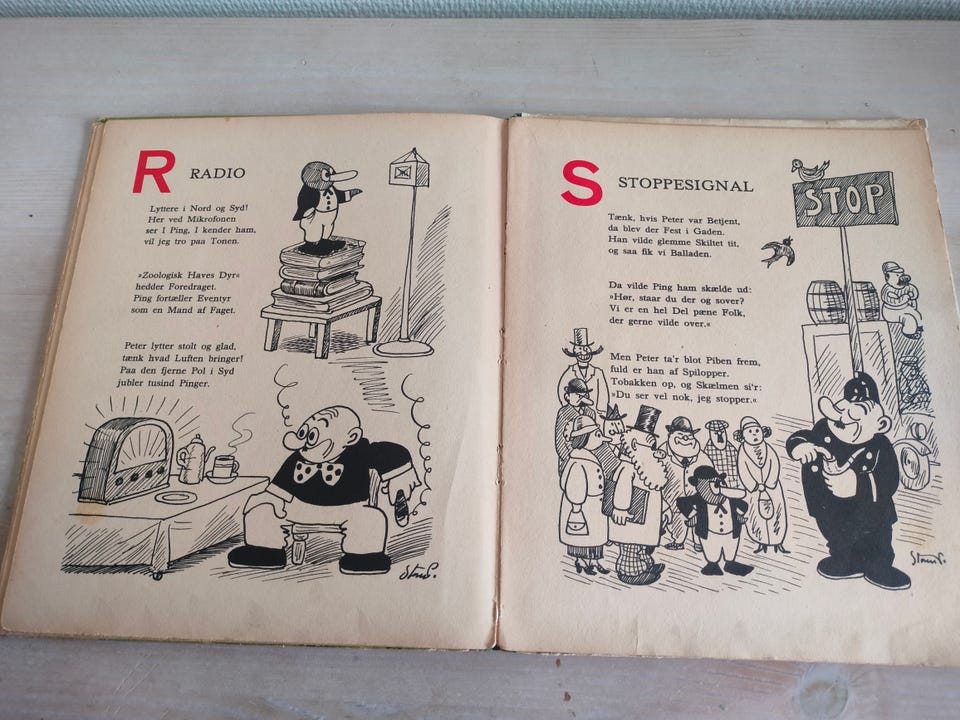 R RADIO
Lyttere i Nord og Syd!
Her ved Mikrofonen
ser I Ping, I kender ham,
vil jeg tro paa Tonen.
»Zoologisk Haves Dyr«
hedder Foredraget.
Ping fortæller Eventyr
som en Mand af Faget.
Peter lytter stolt og glad,
tænk hvad Luften bringer!
Paa den fjerne Pol i Syd
jubler tusind Pinger.
Storm P.
S STOPPESIGNAL
Tænk, hvis Peter var Betjent,
da blev der Fest i Gaden.
Han vilde glemme Skiltet tit,
og saa fik vi Balladen.
Da vilde Ping ham skælde ud:
»Hør, staar du der og sover?
Vi er en hel Del pæne Folk,
der gerne vilde over.«
Men Peter ta'r blot Piben frem,
fuld er han af Spilopper.
Tobakken op, og Skælmen si'r:
»Du ser vel nok, jeg stopper.«
STOP
Storm P.